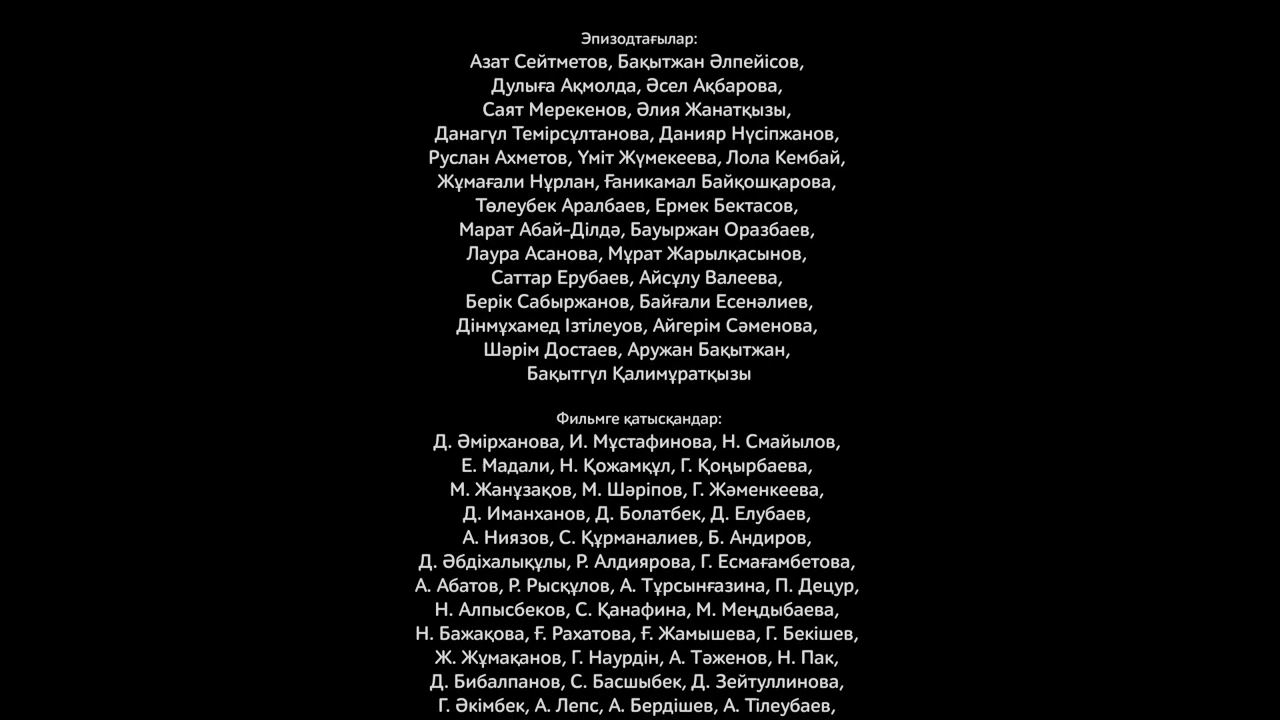 Эпизодтағылар:
Азат Сейтметов, Бақытжан Әлпейісов,
Дулыға Ақмолда, Әсел Ақбарова,
Саят Мерекенов, Әлия Жанатқызы,
Данагүл Темірсұлтанова, Данияр Нүсіпжанов,
Руслан Ахметов, Үміт Жүмекеева, Лола Кембай,
Жұмағали Нұрлан, Ғаникамал Байқошқарова,
Төлеубек Аралбаев, Ермек Бектасов,
Марат Абай-Ділдә, Бауыржан Оразбаев,
Лаура Асанова, Мұрат Жарылқасынов,
Саттар Ерубаев, Айсұлу Валеева,
Берік Сабыржанов, Байғали Есенәлиев,
Дінмұхамед Ізтілеуов, Айгерім Сәменова,
Шәрім Достаев, Аружан Бақытжан,
Бақытгүл Қалимұратқызы
Фильмге қатысқандар:
Д. Әмірханова, И. Мұстафинова, Н. Смайылов,
Е. Мадали, Н. Қожамқұл, Г. Қоңырбаева,
М. Жанұзақов, М. Шәріпов, Г. Жәменкеева,
Д. Иманханов, Д. Болатбек, Д. Елубаев,
А. Ниязов, С. Құрманалиев, Б. Андиров,
Д. Әбдіхалықұлы, Р. Алдиярова, Г. Есмағамбетова,
А. Абатов, Р. Рысқұлов, А. Тұрсынғазина, П. Децур,
Н. Алпысбеков, С. Қанафина, М. Меңдыбаева,
Н. Бажақова, Ғ. Рахатова, Ғ. Жамышева, Г. Бекішев,
Ж. Жұмақанов, Г. Наурдін, А. Тәженов, Н. Пак,
Д. Бибалпанов, С. Басшыбек, Д. Зейтуллинова,
Г. Әкімбек, А. Лепс, А. Бердішев, А. Тілеубаев,